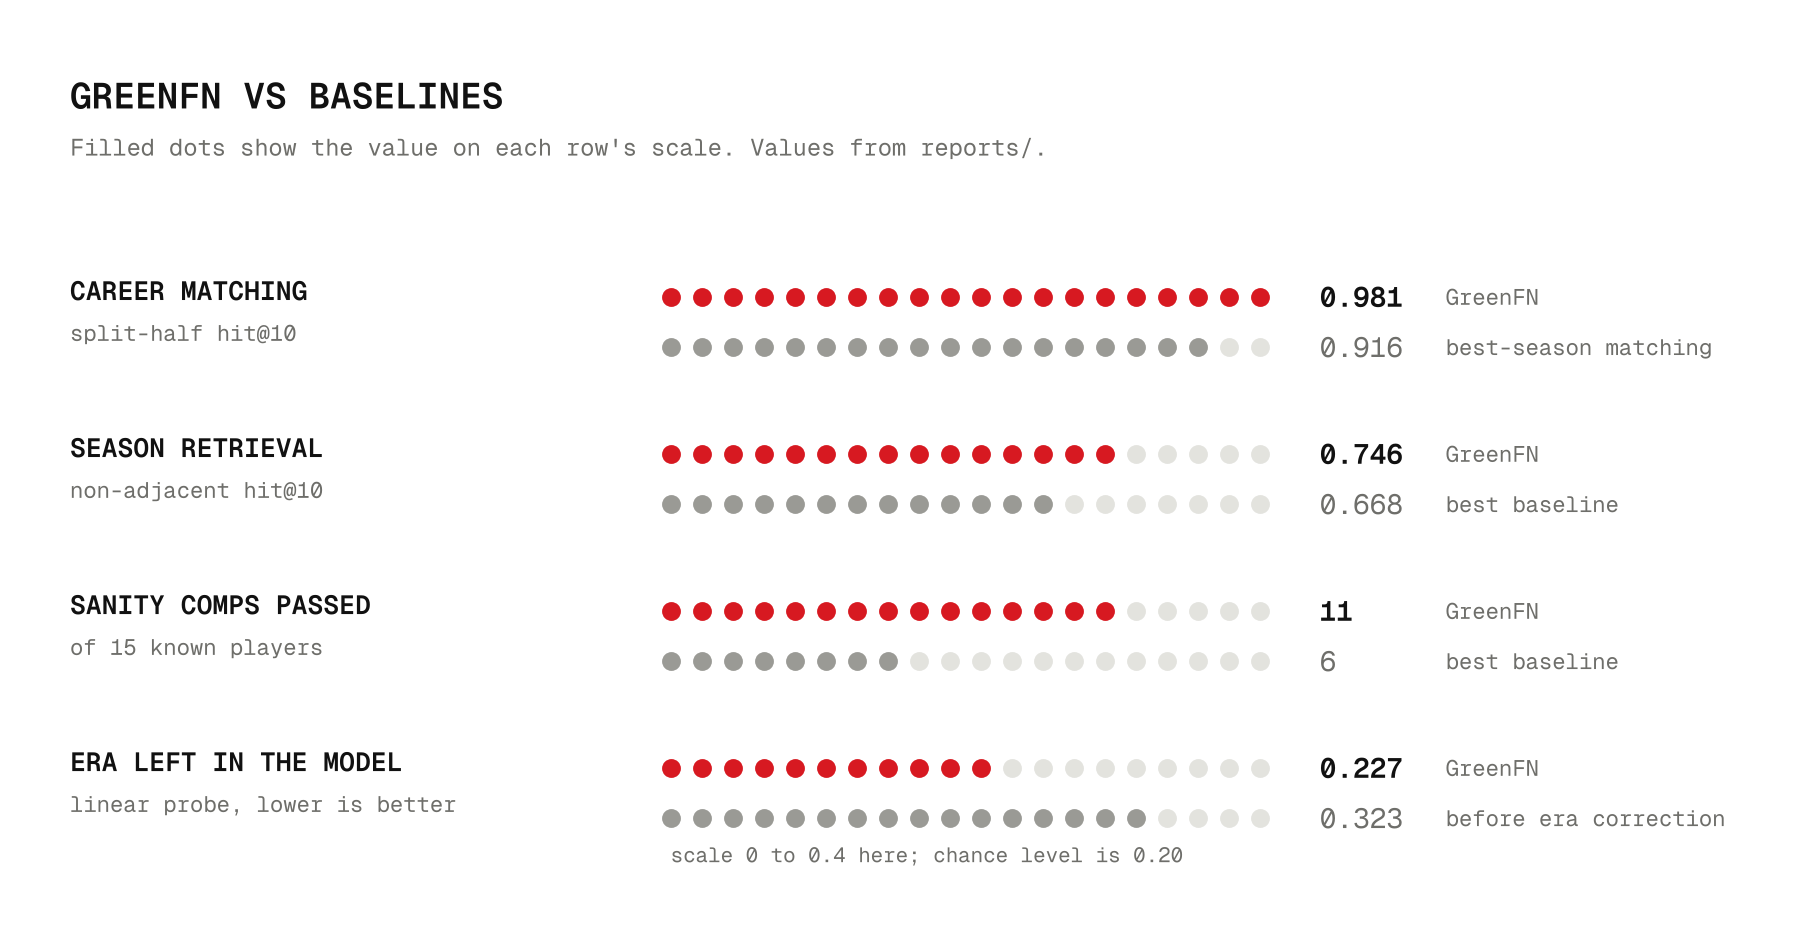 GREENFN VS BASELINES
Filled dots show the value on each row's scale. Values from reports/.
CAREER MATCHING
split-half hit@10
0.981 GreenFN
0.916 best-season matching
SEASON RETRIEVAL
non-adjacent hit@10
0.746 GreenFN
0.668 best baseline
SANITY COMPS PASSED
of 15 known players
11 GreenFN
6 best baseline
ERA LEFT IN THE MODEL
linear probe, lower is better
0.227 GreenFN
0.323 before era correction
scale 0 to 0.4 here; chance level is 0.20